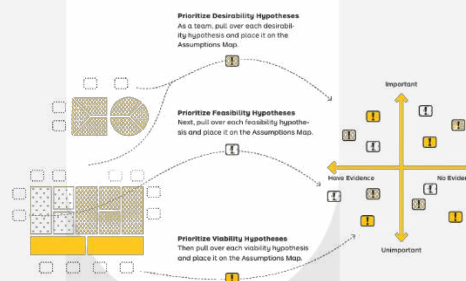 Prioritize Desirability Hypotheses
As a team, pull over each desirabil-
ity hypothesis and place it on the
Assumptions Map.
Important
Prioritize Feasibility Hypotheses
Next, pull over each feasibility hypothe-
sis and place it on the Assumptions Map.
Have Evidence
No Eviden
Unimportant
Prioritize Viability Hypotheses
Then pull over each viability hypothesis
and place it on the Assumptions Map.